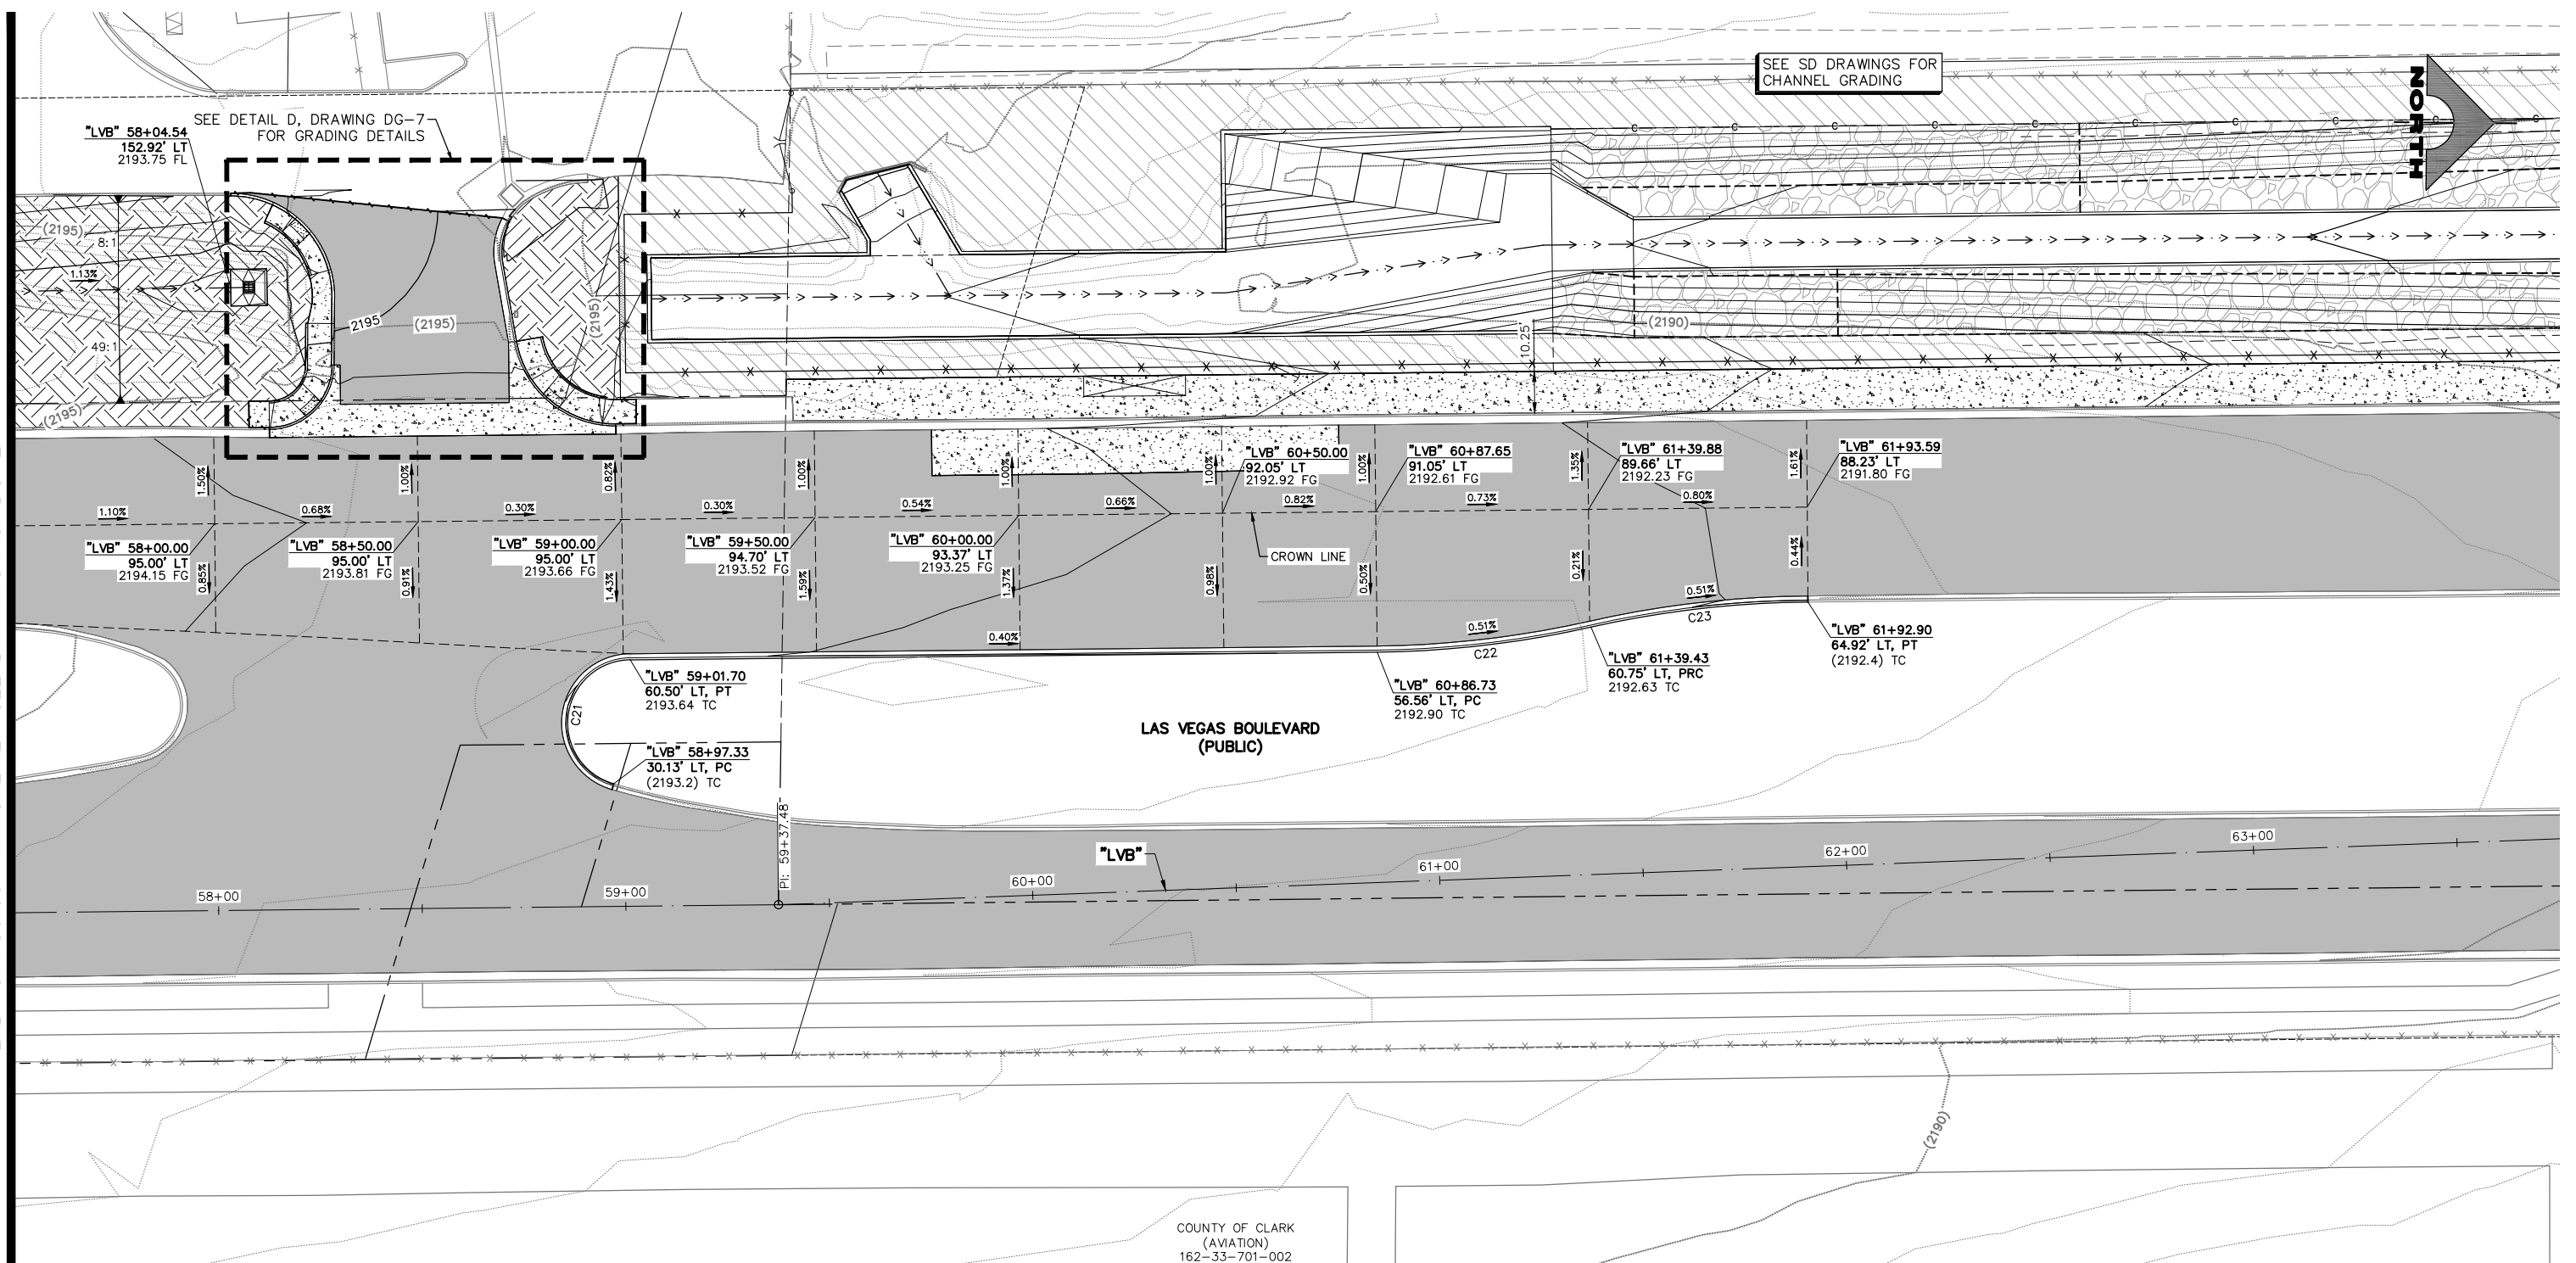 SEE SD DRAWINGS FOR
CHANNEL GRADING
NORTH
SEE DETAIL D, DRAWING DG-7
FOR GRADING DETAILS
"LVB" 58+04.54
152.92' LT
2193.75 FL
(2195)
8:1
1.13%
49:1
(2195)
2195
(2195)
(2195)
(2190)
10.25'
C
C
C
C
C
C
C
C
C
1.50%
1.00%
0.82%
1.00%
1.00%
1.00%
1.00%
1.35%
1.61%
"LVB" 60+50.00
92.05' LT
2192.92 FG
"LVB" 60+87.65
91.05' LT
2192.61 FG
"LVB" 61+39.88
89.66' LT
2192.23 FG
"LVB" 61+93.59
88.23' LT
2191.80 FG
1.10%
0.68%
0.30%
0.30%
0.54%
0.66%
0.82%
0.73%
0.80%
"LVB" 58+00.00
95.00' LT
2194.15 FG
"LVB" 58+50.00
95.00' LT
2193.81 FG
"LVB" 59+00.00
95.00' LT
2193.66 FG
"LVB" 59+50.00
94.70' LT
2193.52 FG
"LVB" 60+00.00
93.37' LT
2193.25 FG
CROWN LINE
0.85%
0.91%
1.43%
1.59%
1.37%
0.98%
0.50%
0.21%
0.44%
0.40%
0.51%
0.51%
C22
C23
"LVB" 59+01.70
60.50' LT, PT
2193.64 TC
"LVB" 60+86.73
56.56' LT, PC
2192.90 TC
"LVB" 61+39.43
60.75' LT, PRC
2192.63 TC
"LVB" 61+92.90
64.92' LT, PT
(2192.4) TC
C21
"LVB" 58+97.33
30.13' LT, PC
(2193.2) TC
LAS VEGAS BOULEVARD
(PUBLIC)
PI: 59+37.48
"LVB"
58+00
59+00
60+00
61+00
62+00
63+00
(2190)
COUNTY OF CLARK
(AVIATION)
162-33-701-002